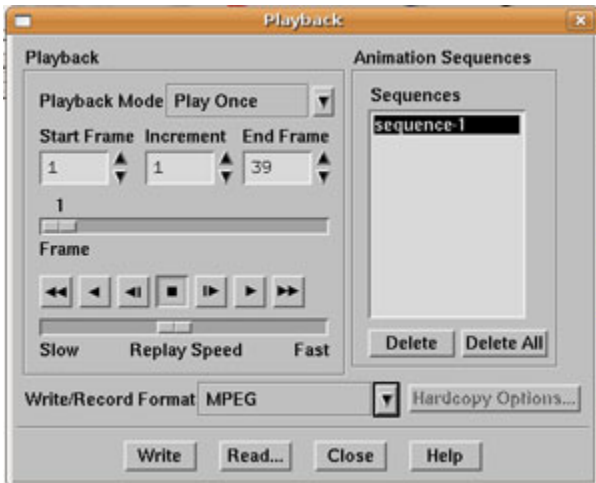 Playback
Playback
Animation Sequences
Playback Mode Play Once
Start Frame Increment End Frame
1 1 39
1
Frame
Slow Replay Speed Fast
Sequences
sequence-1
Delete Delete All
Write/Record Format MPEG Hardcopy Options...
Write Read... Close Help